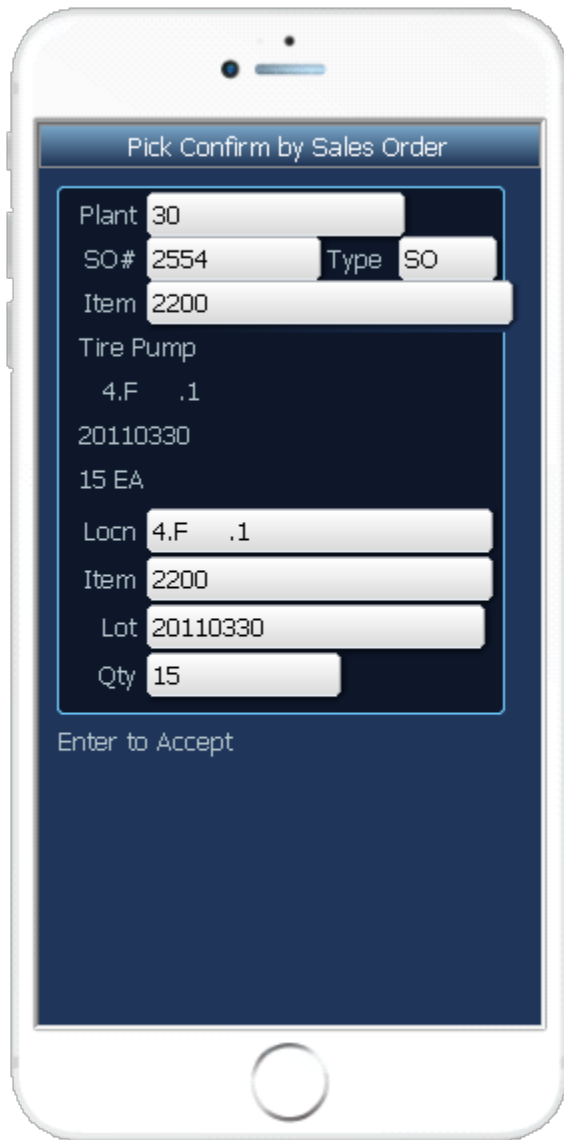 Pick Confirm by Sales Order
Plant 30
SO# 2554 Type SO
Item 2200
Tire Pump
4.F .1
20110330
15 EA
Locn 4.F .1
Item 2200
Lot 20110330
Qty 15
Enter to Accept